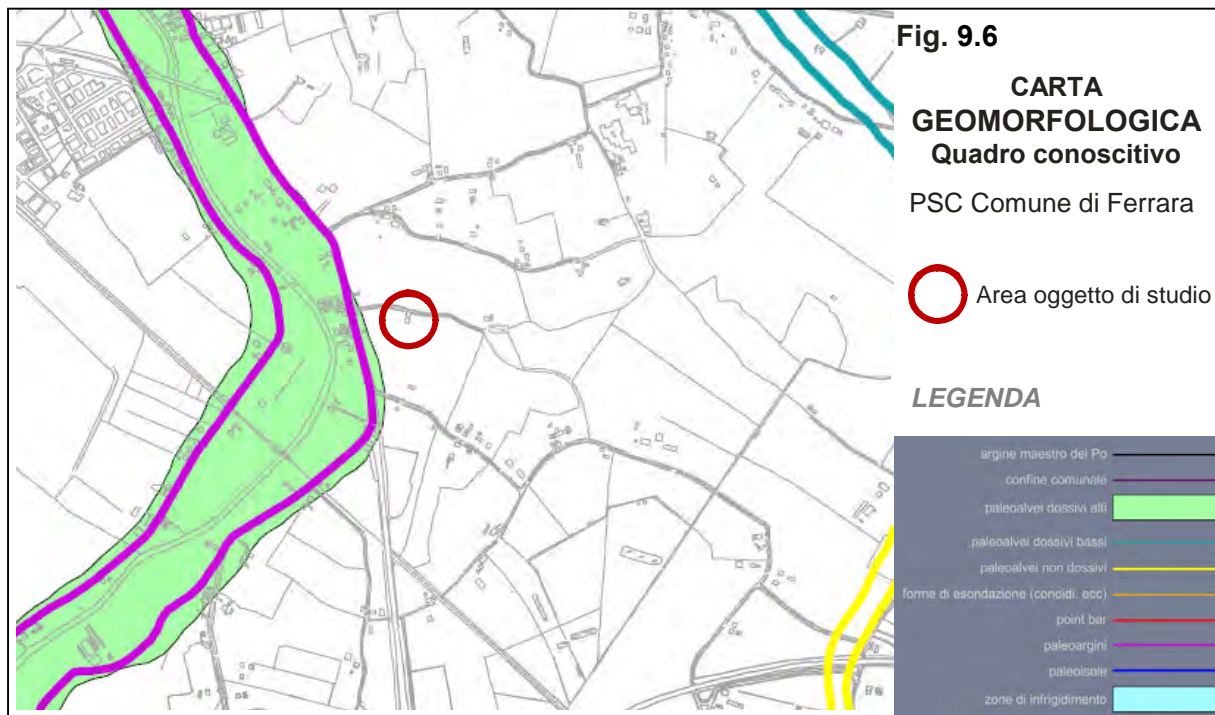 Fig. 9.6
CARTA
GEOMORFOLOGICA
Quadro conoscitivo
PSC Comune di Ferrara
Area oggetto di studio
LEGENDA
argine maestro del Po
confine comunale
paleoalvei dossivi alti
paleoalvei dossivi bassi
paleoalvei non dossivi
forme di esondazione (conoidi, ecc)
point bar
paleoargini
paleoisole
zone di infrigidimento